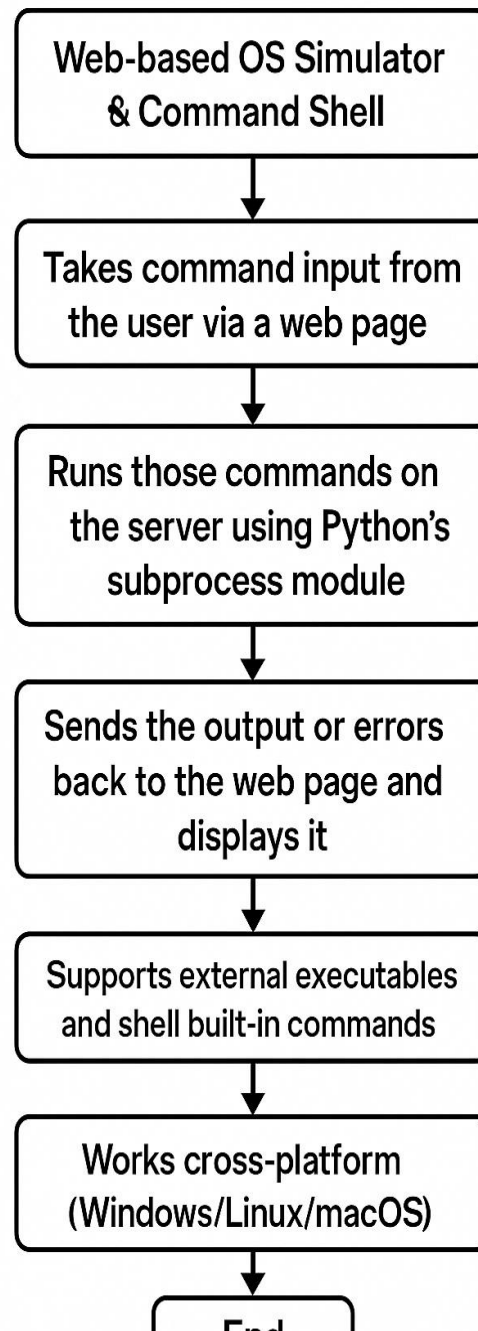 Web-based OS Simulator
& Command Shell
Takes command input from
the user via a web page
Runs those commands on
the server using Python’s
subprocess module
Sends the output or errors
back to the web page and
displays it
Supports external executables
and shell built-in commands
Works cross-platform
(Windows/Linux/macOS)
End